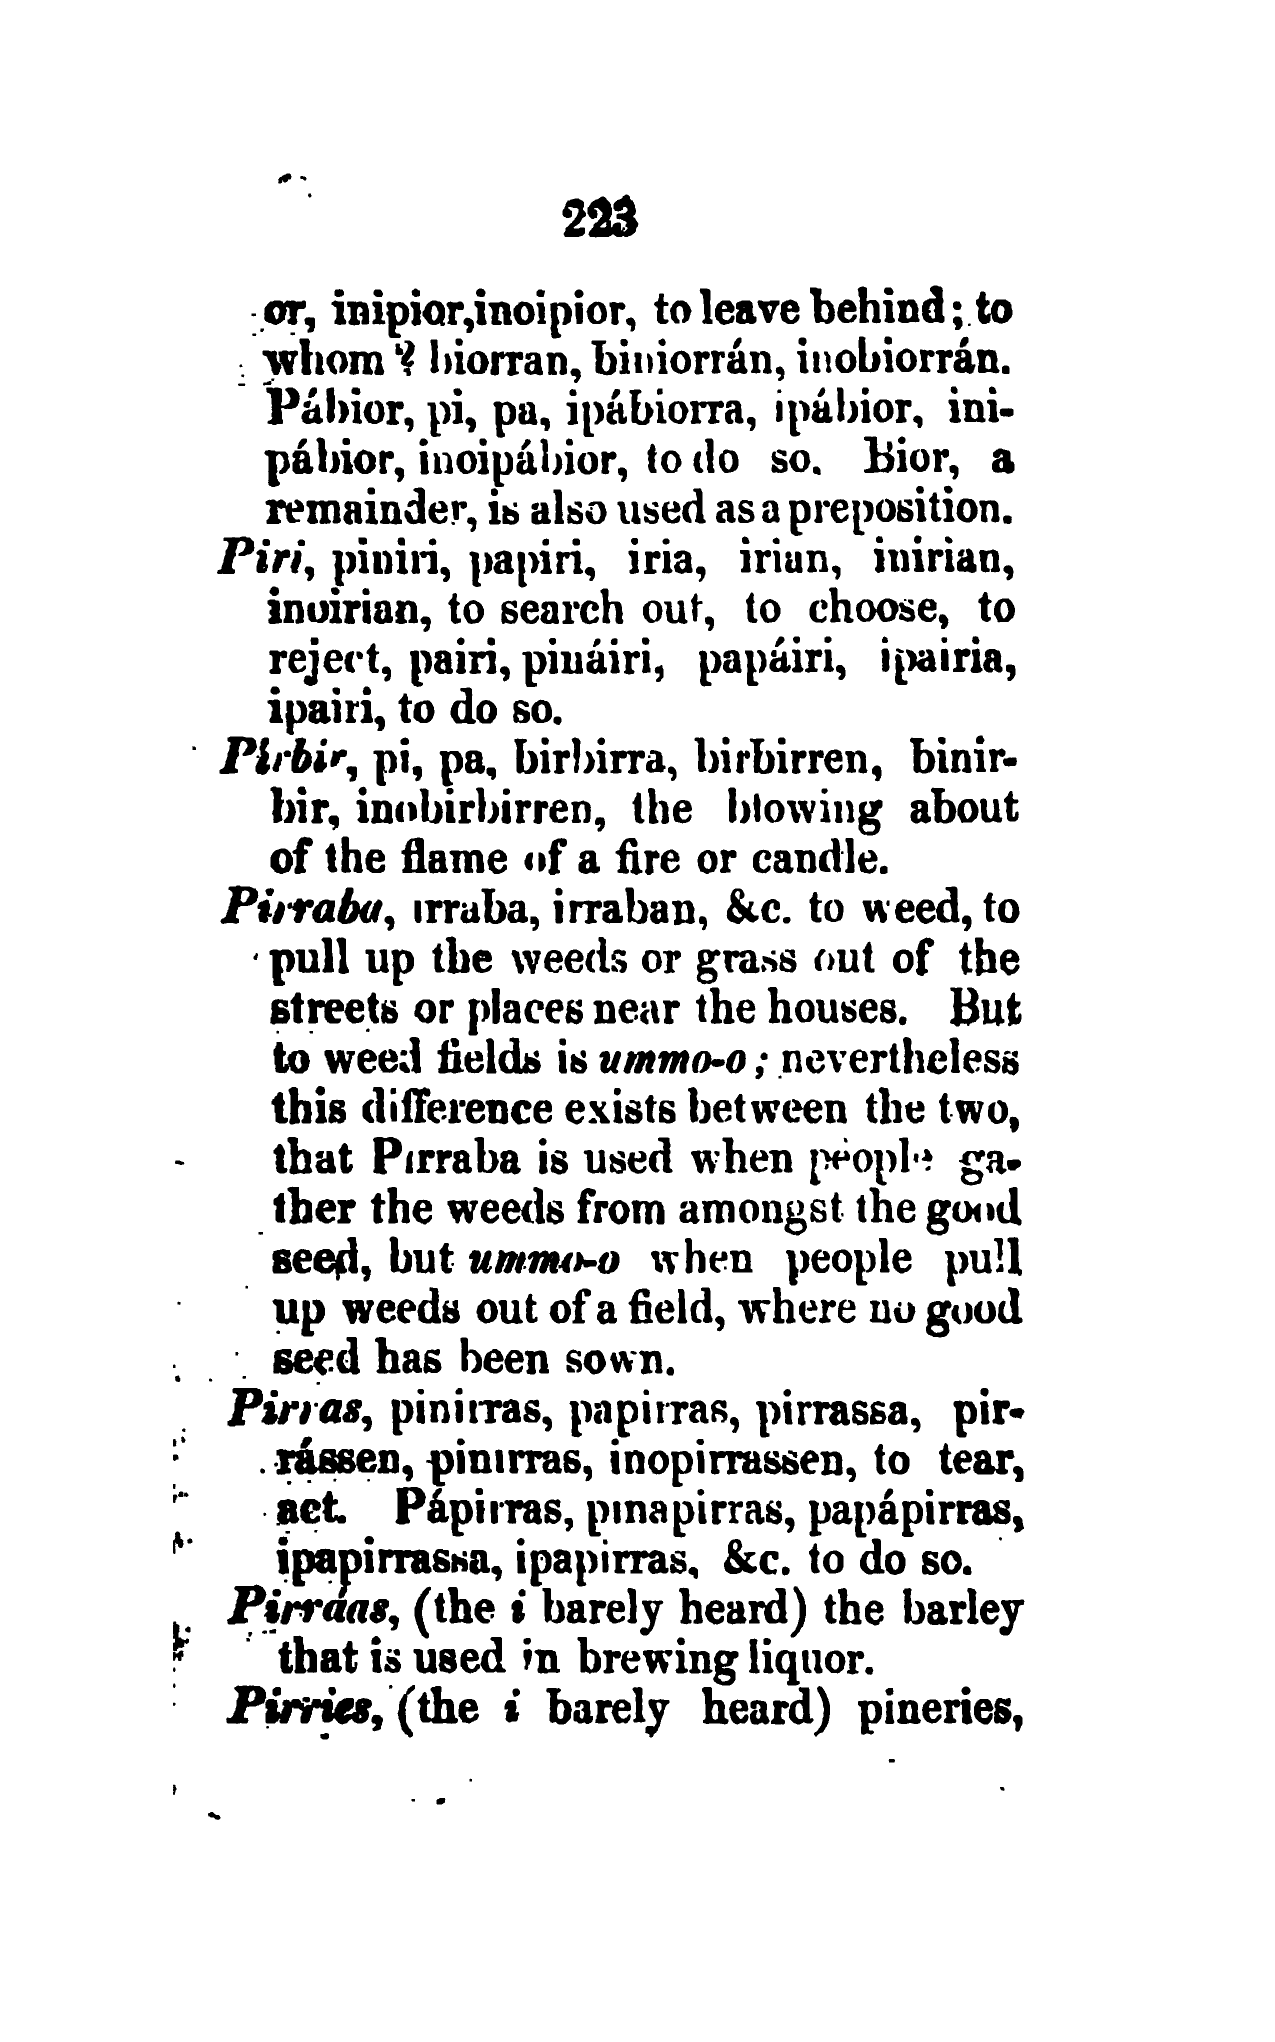 223
or, inipior,inoipior, to leave behind; to
whom? biorran, biniorrán, inobiorrán.
Pábior, pi, pa, ipábiorra, ipábior, ini-
pábior, inoipábior, to do so. Bior, a
remainder, is also used as a preposition.
Piri, piniri, papiri, iria, irian, inirian,
inoirian, to search out, to choose, to
reject, pairi, pináiri, papáiri, ipairia,
ipairi, to do so.
Pirbir, pi, pa, birbirra, birbirren, binir-
bir, inobirbirren, the blowing about
of the flame of a fire or candle.
Pirraba, irraba, irraban, &c. to weed, to
pull up the weeds or grass out of the
streets or places near the houses. But
to weed fields is ummo-o; nevertheless
this difference exists between the two,
that Pirraba is used when people ga-
ther the weeds from amongst the good
seed, but ummo-o when people pull
up weeds out of a field, where no good
seed has been sown.
Pirras, pinirras, papirras, pirrassa, pir-
rássen, pinirras, inopirrassen, to tear,
act. Pápirras, pinapirras, papápirras,
ipapirrassa, ipapirras, &c. to do so.
Pirráas, (the i barely heard) the barley
that is used in brewing liquor.
Pirries, (the i barely heard) pineries,